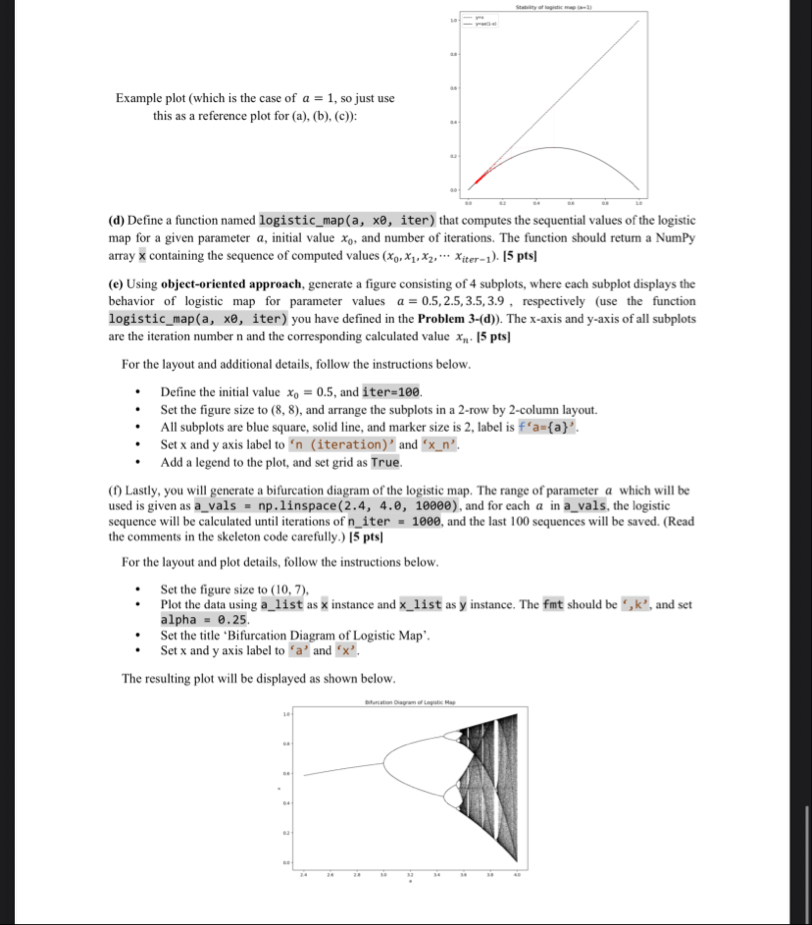 Stability of logistic map (a=1)
1.0
y=x
y=ax(1-x)
0.8
0.6
Example plot (which is the case of a = 1, so just use
this as a reference plot for (a), (b), (c)):
0.4
0.2
0.0
0.0 0.2 0.4 0.6 0.8 1.0
(d) Define a function named logistic_map(a, x0, iter) that computes the sequential values of the logistic
map for a given parameter a, initial value x₀, and number of iterations. The function should return a NumPy
array x containing the sequence of computed values (x₀, x₁, x₂, ⋯ xᵢₜₑᵣ₋₁). [5 pts]
(e) Using object-oriented approach, generate a figure consisting of 4 subplots, where each subplot displays the
behavior of logistic map for parameter values a = 0.5, 2.5, 3.5, 3.9 , respectively (use the function
logistic_map(a, x0, iter) you have defined in the Problem 3-(d)). The x-axis and y-axis of all subplots
are the iteration number n and the corresponding calculated value xₙ. [5 pts]
For the layout and additional details, follow the instructions below.
• Define the initial value x₀ = 0.5, and iter=100.
• Set the figure size to (8, 8), and arrange the subplots in a 2-row by 2-column layout.
• All subplots are blue square, solid line, and marker size is 2, label is f‘a={a}’.
• Set x and y axis label to ‘n (iteration)’ and ‘x_n’.
• Add a legend to the plot, and set grid as True.
(f) Lastly, you will generate a bifurcation diagram of the logistic map. The range of parameter a which will be
used is given as a_vals = np.linspace(2.4, 4.0, 10000), and for each a in a_vals, the logistic
sequence will be calculated until iterations of n_iter = 1000, and the last 100 sequences will be saved. (Read
the comments in the skeleton code carefully.) [5 pts]
For the layout and plot details, follow the instructions below.
• Set the figure size to (10, 7),
• Plot the data using a_list as x instance and x_list as y instance. The fmt should be ‘,k’, and set
alpha = 0.25.
• Set the title ‘Bifurcation Diagram of Logistic Map’.
• Set x and y axis label to ‘a’ and ‘x’.
The resulting plot will be displayed as shown below.
Bifurcation Diagram of Logistic Map
1.0
0.8
0.6
x
0.4
0.2
0.0
2.4 2.6 2.8 3.0 3.2 3.4 3.6 3.8 4.0
a